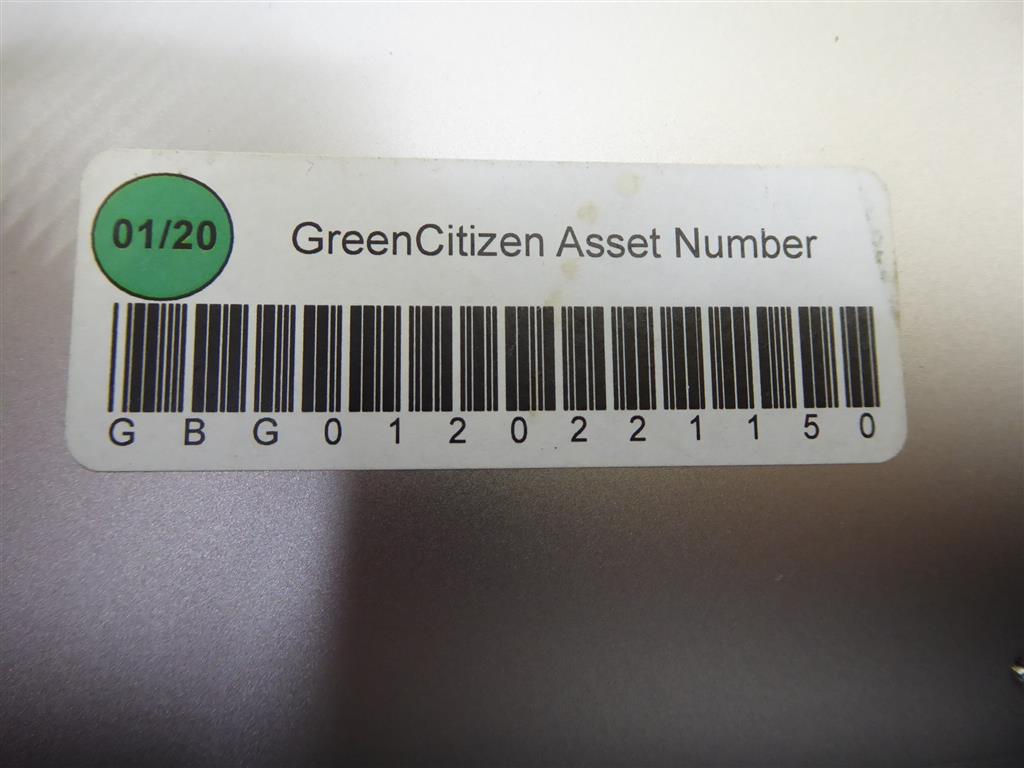 01/20
GreenCitizen Asset Number
GBG0120221150